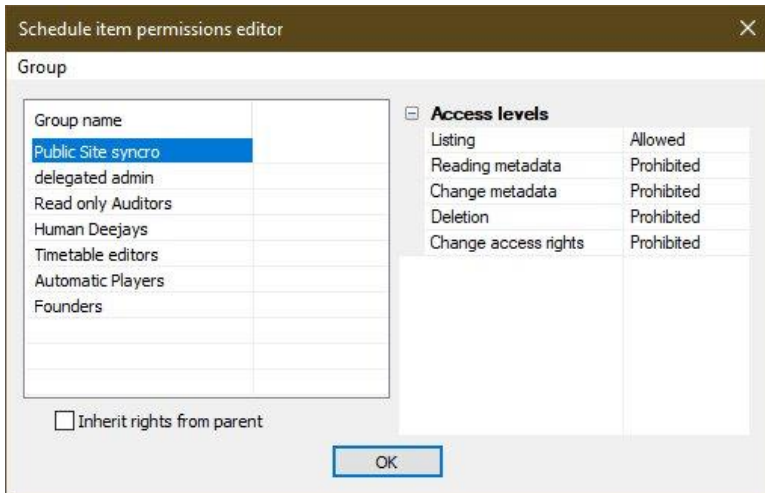 Schedule item permissions editor
Group
Group name
Public Site syncro
delegated admin
Read only Auditors
Human Deejays
Timetable editors
Automatic Players
Founders
Inherit rights from parent
Access levels
Listing Allowed
Reading metadata Prohibited
Change metadata Prohibited
Deletion Prohibited
Change access rights Prohibited
OK